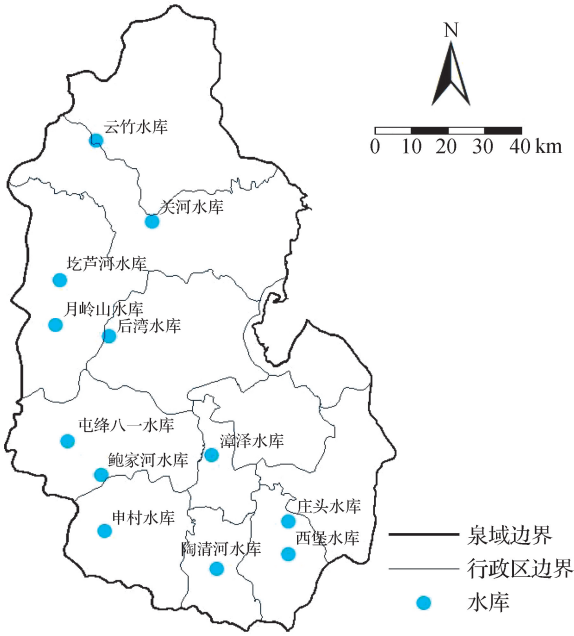 N
0 10 20 30 40 km
云竹水库
关河水库
圪芦河水库
月岭山水库
后湾水库
屯绛八一水库
漳泽水库
鲍家河水库
申村水库
庄头水库
西堡水库
陶清河水库
泉域边界
行政区边界
水库